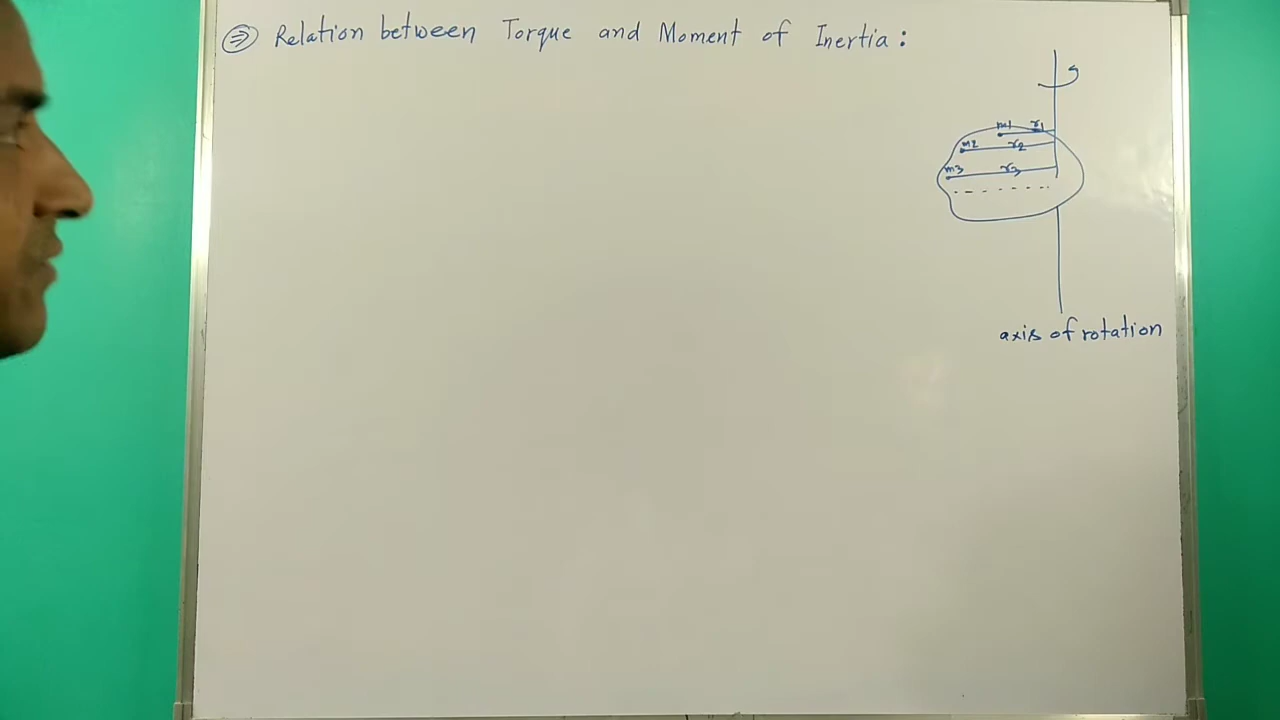 ⇒ Relation between Torque and Moment of Inertia :
m1 r1
m2 r2
m3 r3
axis of rotation